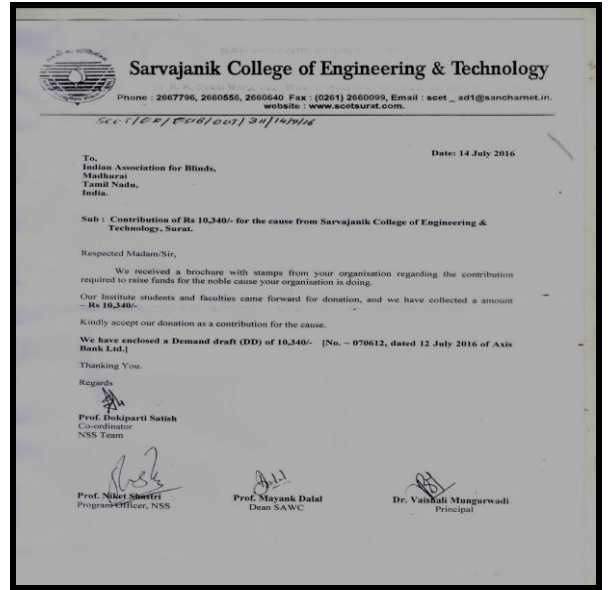 Sarvajanik College of Engineering & Technology
Phone : 2667796, 2660556, 2660640 Fax : (0261) 2660099, Email : scet _ ad1@sancharnet.in.
website : www.scetsurat.com.
Date: 14 July 2016
To,
Indian Association for Blinds,
Madhurai
Tamil Nadu,
India.
Sub : Contribution of Rs 10,340/- for the cause from Sarvajanik College of Engineering &
Technology, Surat.
Respected Madam/Sir,
We received a brochure with stamps from your organisation regarding the contribution
required to raise funds for the noble cause your organisation is doing.
Our Institute students and faculties came forward for donation, and we have collected a amount
– Rs 10,340/-
Kindly accept our donation as a contribution for the cause.
We have enclosed a Demand draft (DD) of 10,340/- [No. – 070612, dated 12 July 2016 of Axis
Bank Ltd.]
Thanking You.
Regards
Prof. Dokiparti Satish
Co-ordinator
NSS Team
Prof. Niket Shastri Prof. Mayank Dalal Dr. Vaishali Mungurwadi
Program Officer, NSS Dean SAWC Principal